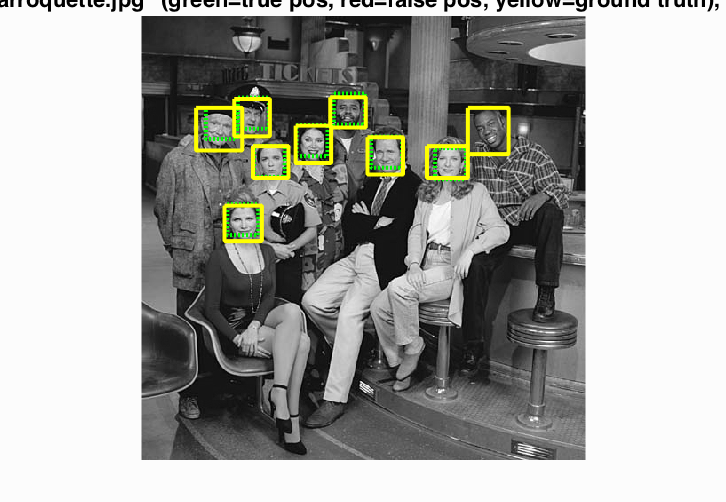 arroquette.jpg" (green=true pos, red=false pos, yellow=ground truth),
TICKETS